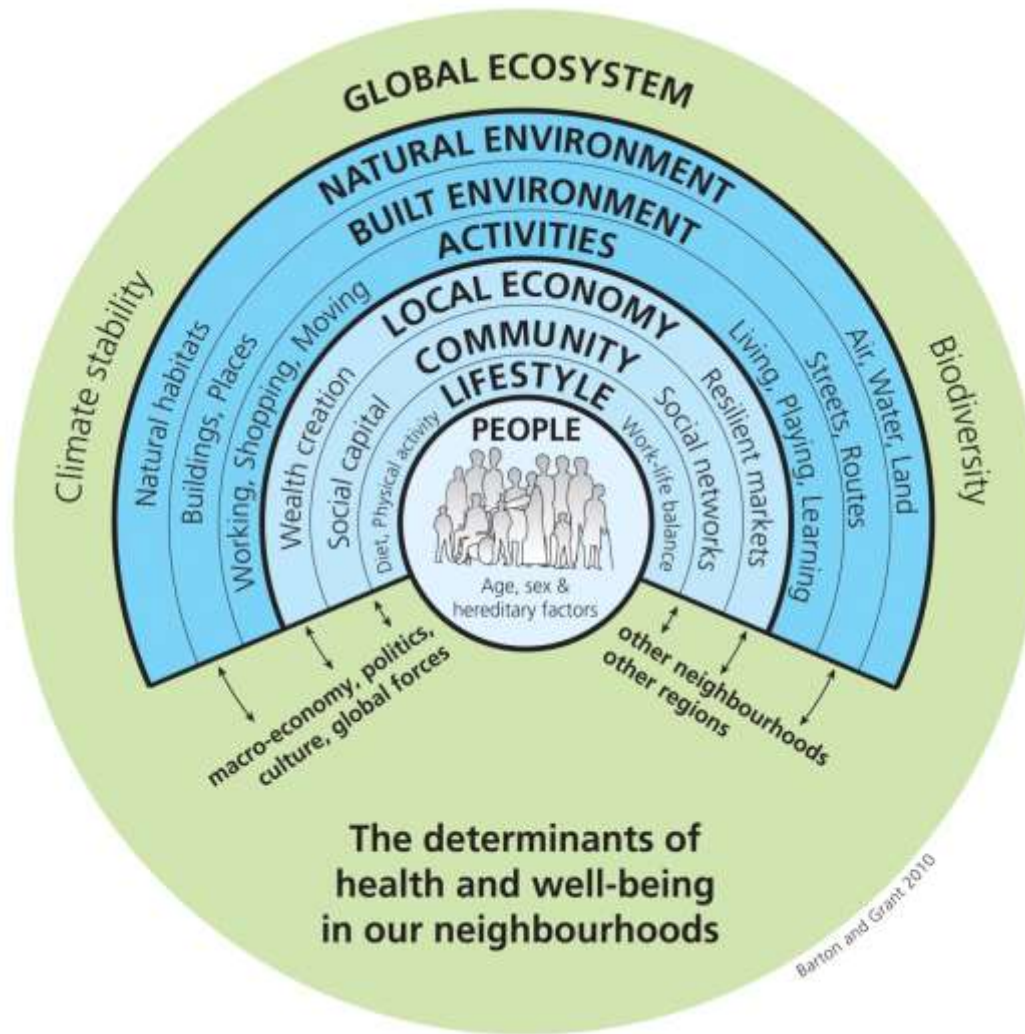 GLOBAL ECOSYSTEM
NATURAL ENVIRONMENT
BUILT ENVIRONMENT
ACTIVITIES
LOCAL ECONOMY
COMMUNITY
LIFESTYLE
PEOPLE
Age, sex &
hereditary factors
Climate stability
Natural habitats
Buildings, Places
Working, Shopping, Moving
Wealth creation
Social capital
Diet, Physical activity
Work-life balance
Social networks
Resilient markets
Living, Playing, Learning
Streets, Routes
Air, Water, Land
Biodiversity
macro-economy, politics,
culture, global forces
other neighbourhoods
other regions
The determinants of
health and well-being
in our neighbourhoods
Barton and Grant 2010